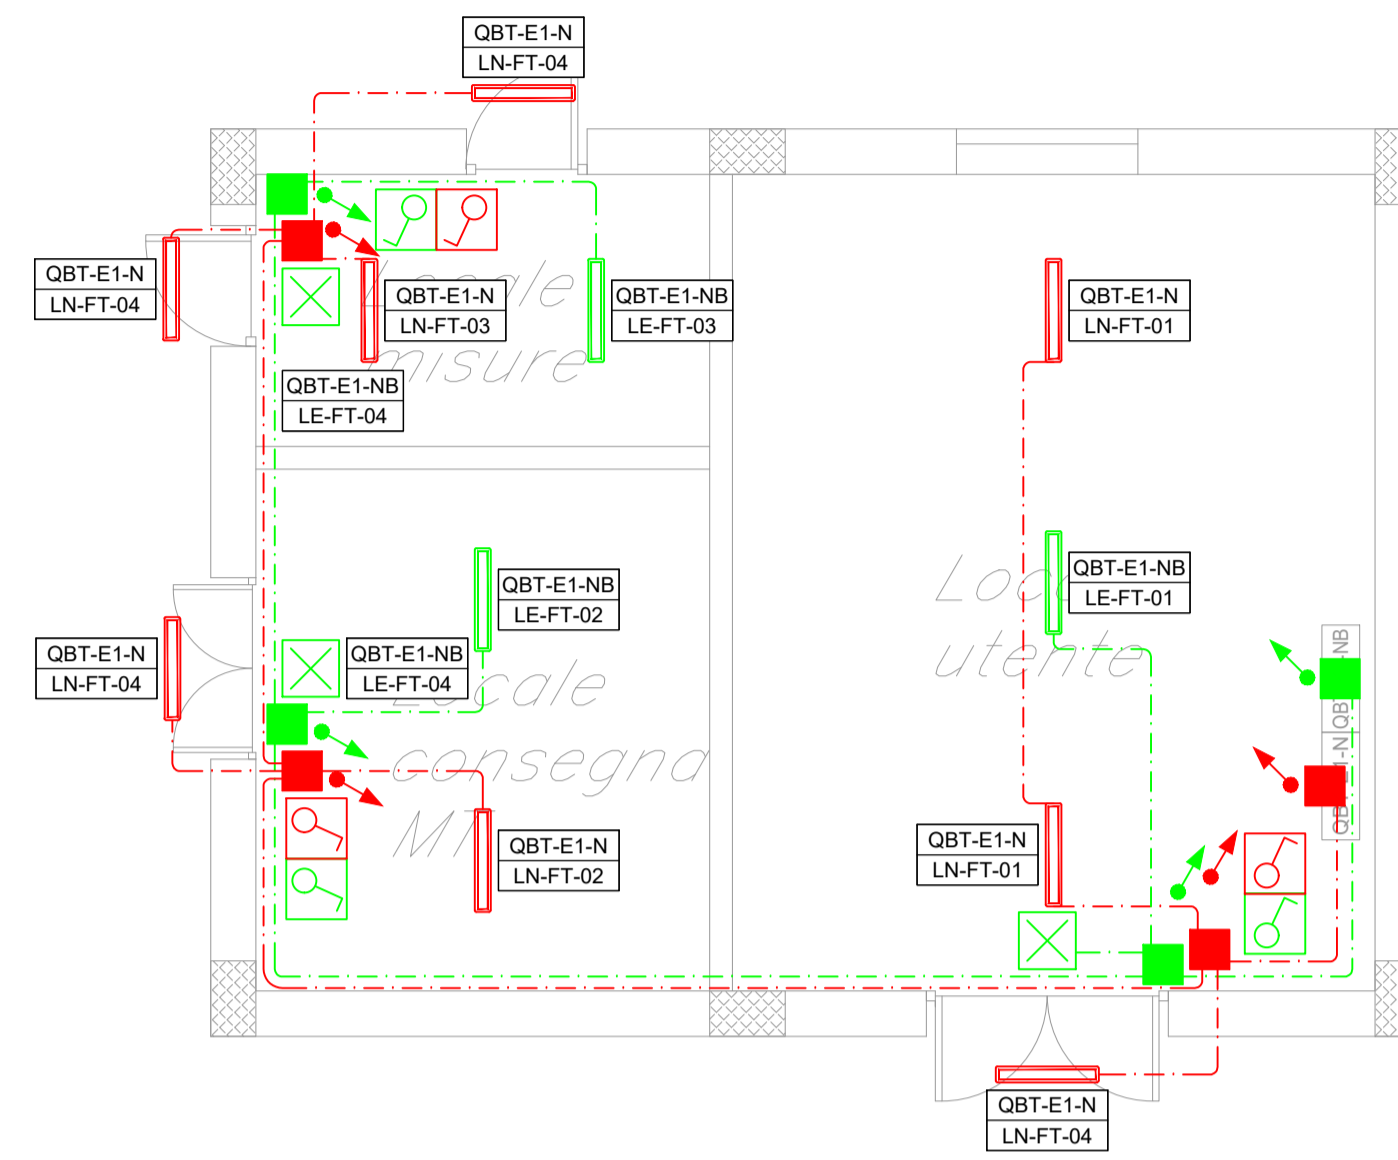 QBT-E1-N
LN-FT-04
QBT-E1-N
LN-FT-04
QBT-E1-N
LN-FT-03
QBT-E1-NB
LE-FT-03
QBT-E1-N
LN-FT-01
Locale
misure
QBT-E1-NB
LE-FT-04
QBT-E1-NB
LE-FT-02
QBT-E1-NB
LE-FT-01
Locale
utente
QBT-E1-N
LN-FT-04
QBT-E1-NB
LE-FT-04
Locale
consegna
MT
QBT-E1-N
LN-FT-02
QBT-E1-N
LN-FT-01
QBT-E1-N
LN-FT-04